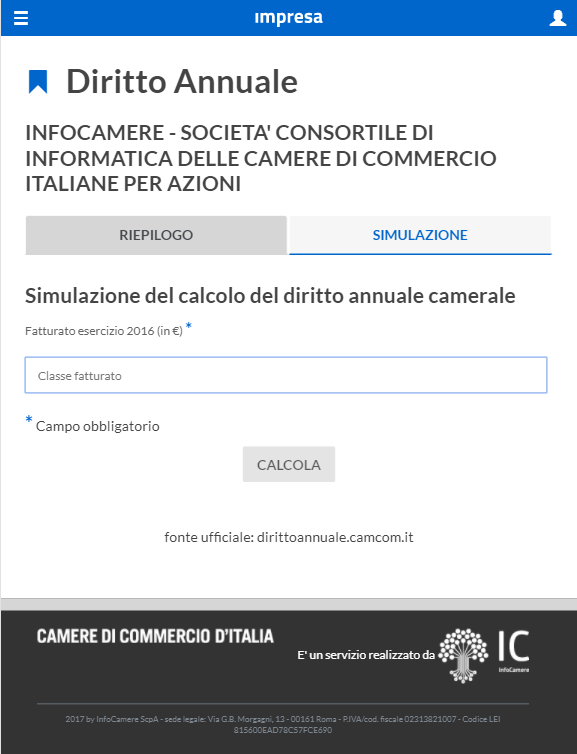 impresa
Diritto Annuale
INFOCAMERE - SOCIETA' CONSORTILE DI
INFORMATICA DELLE CAMERE DI COMMERCIO
ITALIANE PER AZIONI
RIEPILOGO
SIMULAZIONE
Simulazione del calcolo del diritto annuale camerale
Fatturato esercizio 2016 (in €) *
Classe fatturato
* Campo obbligatorio
CALCOLA
fonte ufficiale: dirittoannuale.camcom.it
CAMERE DI COMMERCIO D'ITALIA
E' un servizio realizzato da
IC
InfoCamere
2017 by InfoCamere ScpA - sede legale: Via G.B. Morgagni, 13 - 00161 Roma - P.IVA/cod. fiscale 02313821007 - Codice LEI
815600EAD78C57FCE690